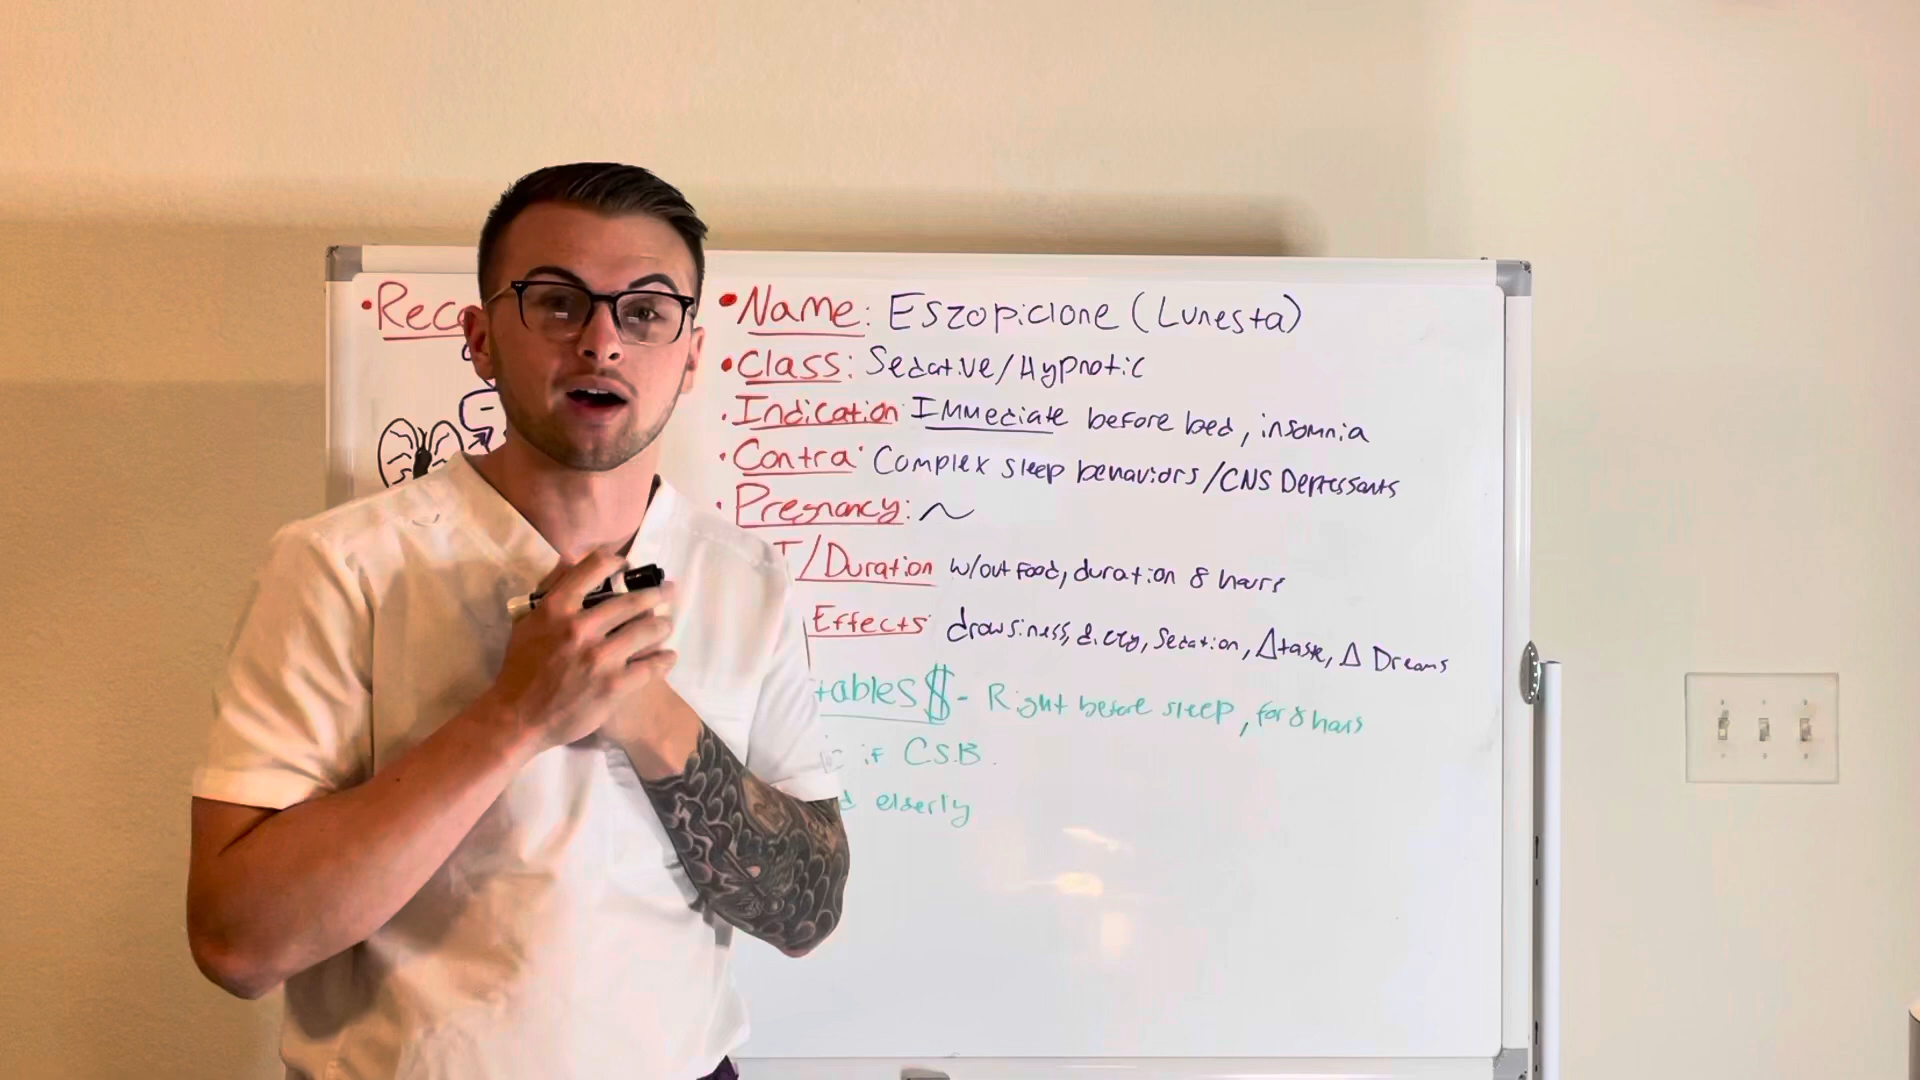 •Rec
•Name: Eszopiclone (Lunesta)
•Class: Sedative/Hypnotic
•Indication: Immediate before bed, insomnia
•Contra: Complex sleep behaviors/CNS Depressants
•Pregnancy: ~
/Duration w/out food, duration 8 hours
Effects: drowsiness, dizzy, Sedation, Δtaste, Δ Dreams
tables $ - Right before sleep, for 8 hours
if CSB.
elderly